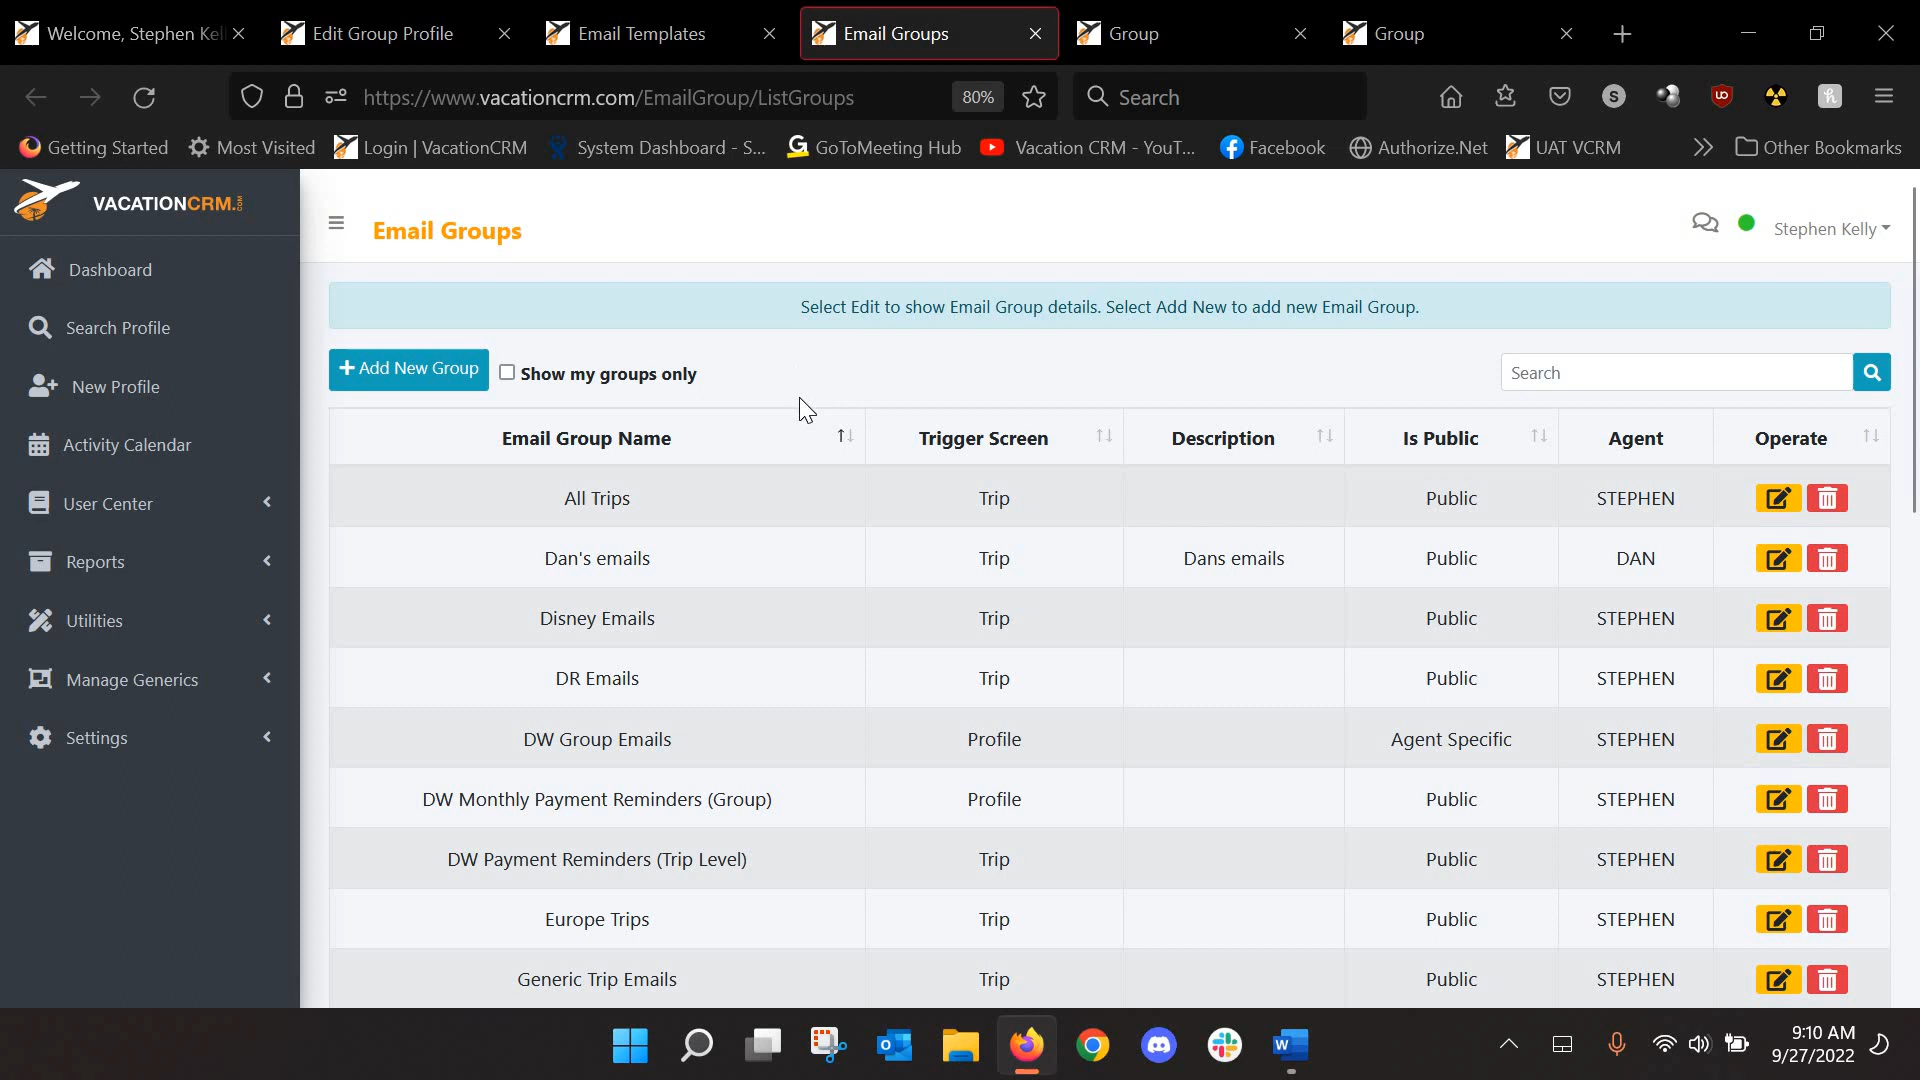 Welcome, Stephen Kel
Edit Group Profile
Email Templates
Email Groups
Group
Group
https://www.vacationcrm.com/EmailGroup/ListGroups
80%
Search
Getting Started
Most Visited
Login | VacationCRM
System Dashboard - S...
GoToMeeting Hub
Vacation CRM - YouT...
Facebook
Authorize.Net
UAT VCRM
Other Bookmarks
VACATIONCRM.COM
Email Groups
Stephen Kelly
Dashboard
Search Profile
New Profile
Activity Calendar
User Center
Reports
Utilities
Manage Generics
Settings
Select Edit to show Email Group details. Select Add New to add new Email Group.
Add New Group
Show my groups only
Search
Email Group Name Trigger Screen Description Is Public Agent Operate
All Trips Trip Public STEPHEN
Dan's emails Trip Dans emails Public DAN
Disney Emails Trip Public STEPHEN
DR Emails Trip Public STEPHEN
DW Group Emails Profile Agent Specific STEPHEN
DW Monthly Payment Reminders (Group) Profile Public STEPHEN
DW Payment Reminders (Trip Level) Trip Public STEPHEN
Europe Trips Trip Public STEPHEN
Generic Trip Emails Trip Public STEPHEN
9:10 AM
9/27/2022